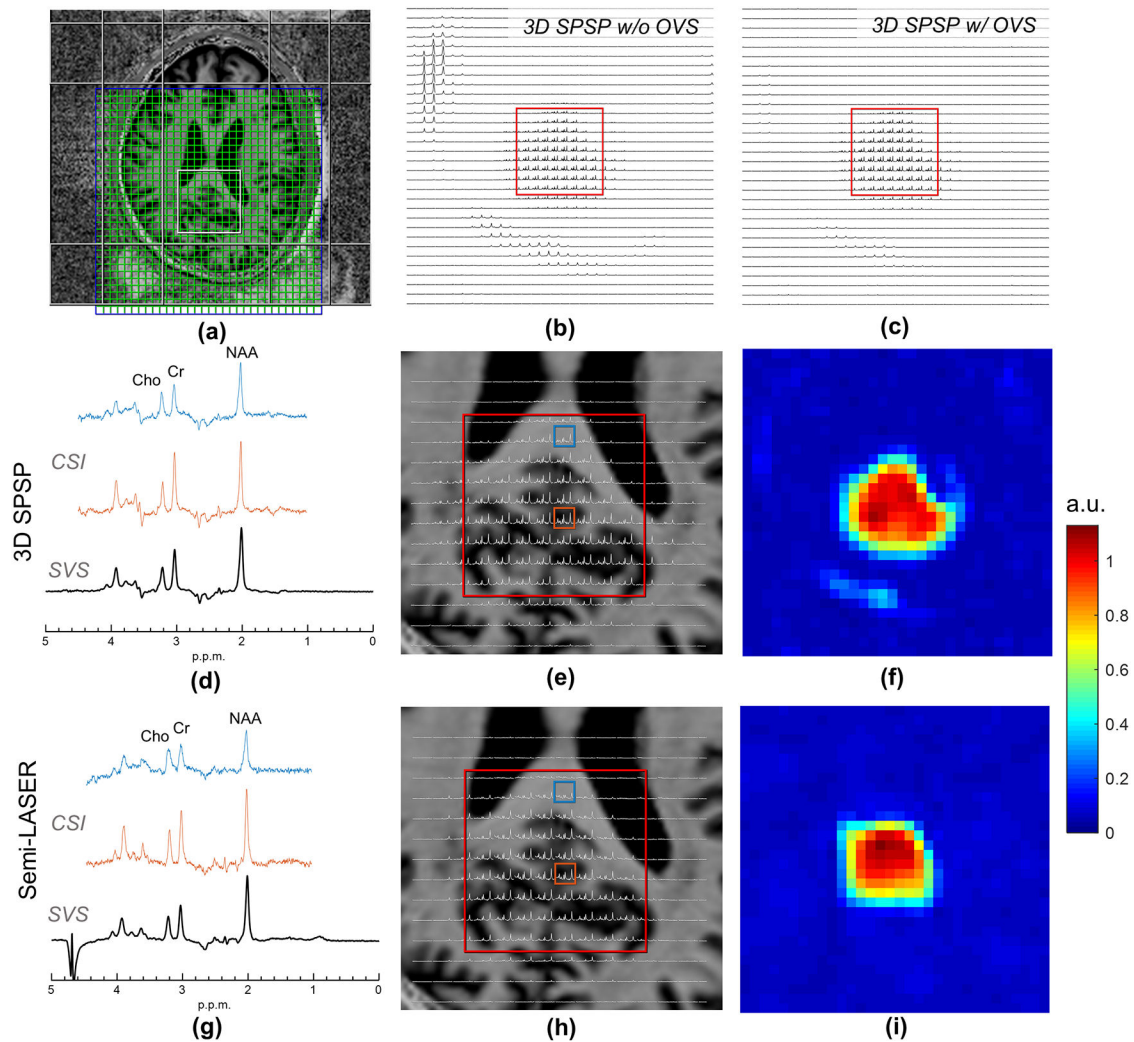 3D SPSP w/o OVS
3D SPSP w/ OVS
(a)
(b)
(c)
3D SPSP
NAA
Cho
Cr
CSI
SVS
5
4
3
2
1
0
p.p.m.
(d)
(e)
(f)
a.u.
1
0.8
0.6
0.4
0.2
0
Semi-LASER
NAA
Cho
Cr
CSI
SVS
5
4
3
2
1
0
p.p.m.
(g)
(h)
(i)